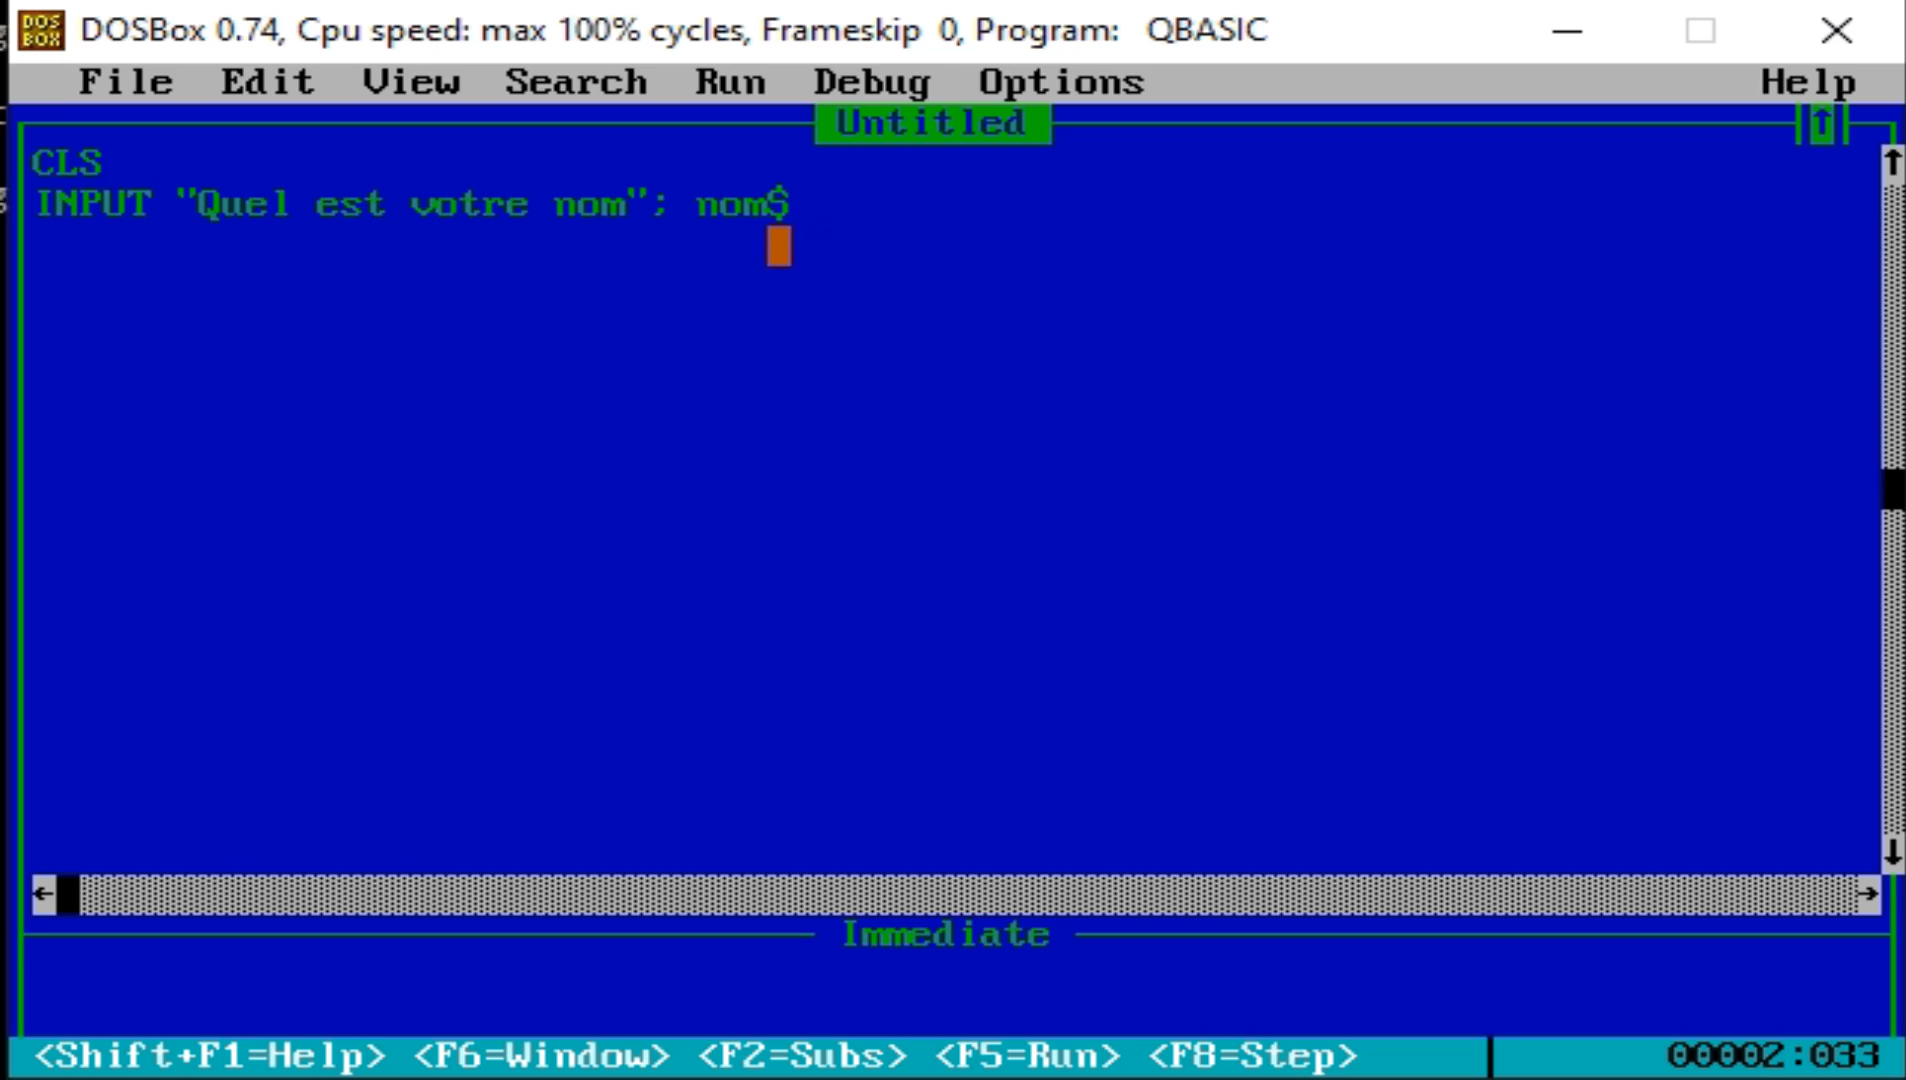 DOS
BOX
DOSBox 0.74, Cpu speed: max 100% cycles, Frameskip 0, Program: QBASIC
File Edit View Search Run Debug Options Help
Untitled
CLS
INPUT "Quel est votre nom"; nom$
Immediate
<Shift+F1=Help> <F6=Window> <F2=Subs> <F5=Run> <F8=Step> 00002:033